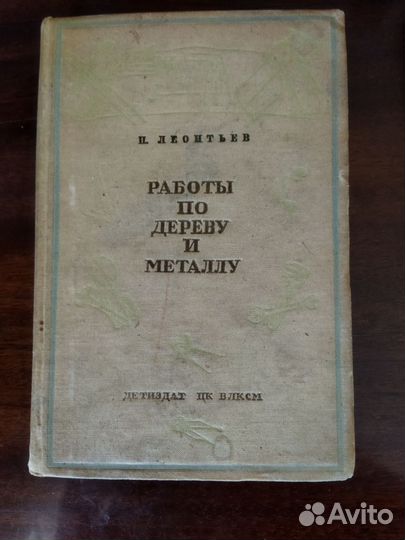 П. ЛЕОНТЬЕВ
РАБОТЫ
ПО
ДЕРЕВУ
И
МЕТАЛЛУ
ДЕТИЗДАТ ЦК ВЛКСМ
Avito